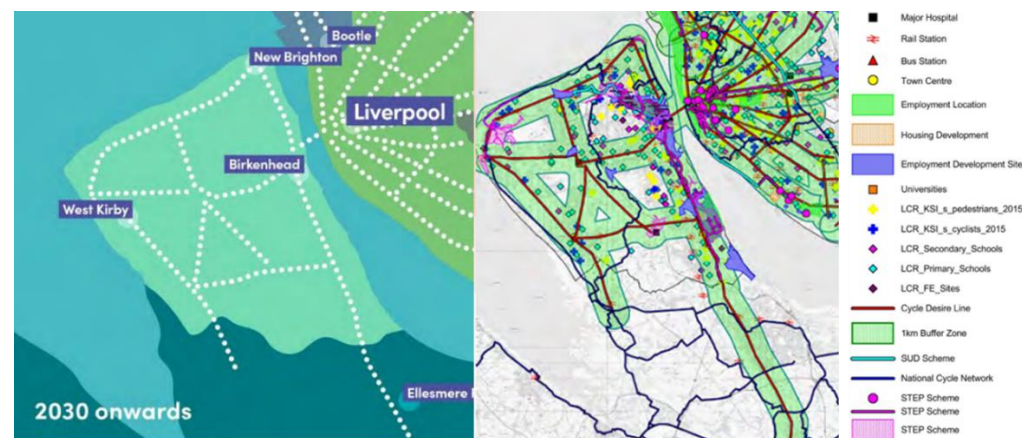 Bootle
New Brighton
Liverpool
Birkenhead
West Kirby
Ellesmere
2030 onwards
Major Hospital
Rail Station
Bus Station
Town Centre
Employment Location
Housing Development
Employment Development Site
Universities
LCR_KSI_s_pedestrians_2015
LCR_KSI_s_cyclists_2015
LCR_Secondary_Schools
LCR_Primary_Schools
LCR_FE_Sites
Cycle Desire Line
1km Buffer Zone
SUD Scheme
National Cycle Network
STEP Scheme
STEP Scheme
STEP Scheme